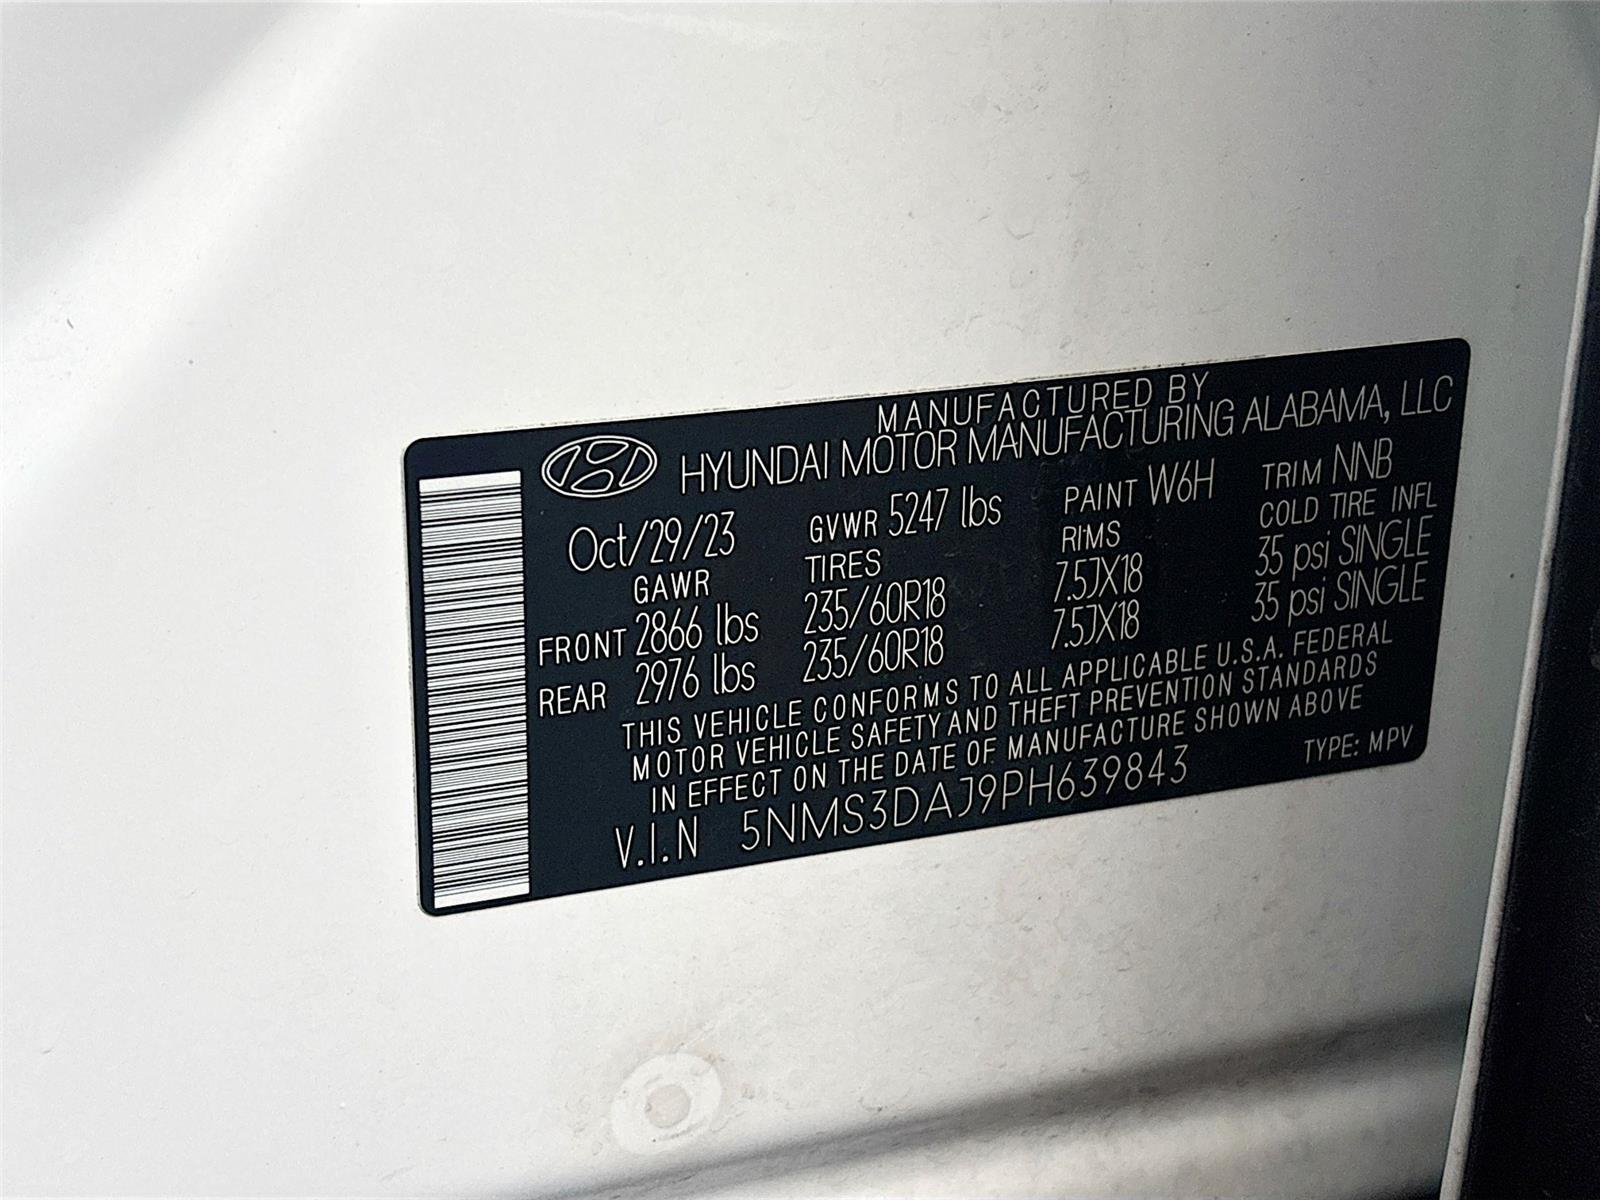 MANUFACTURED BY
HYUNDAI MOTOR MANUFACTURING ALABAMA, LLC
Oct/29/23 GVWR 5247 lbs PAINT W6H TRIM NNB
GAWR TIRES RIMS COLD TIRE INFL
FRONT 2866 lbs 235/60R18 7.5JX18 35 psi SINGLE
REAR 2976 lbs 235/60R18 7.5JX18 35 psi SINGLE
THIS VEHICLE CONFORMS TO ALL APPLICABLE U.S.A. FEDERAL
MOTOR VEHICLE SAFETY AND THEFT PREVENTION STANDARDS
IN EFFECT ON THE DATE OF MANUFACTURE SHOWN ABOVE
V.I.N 5NMS3DAJ9PH639843 TYPE: MPV